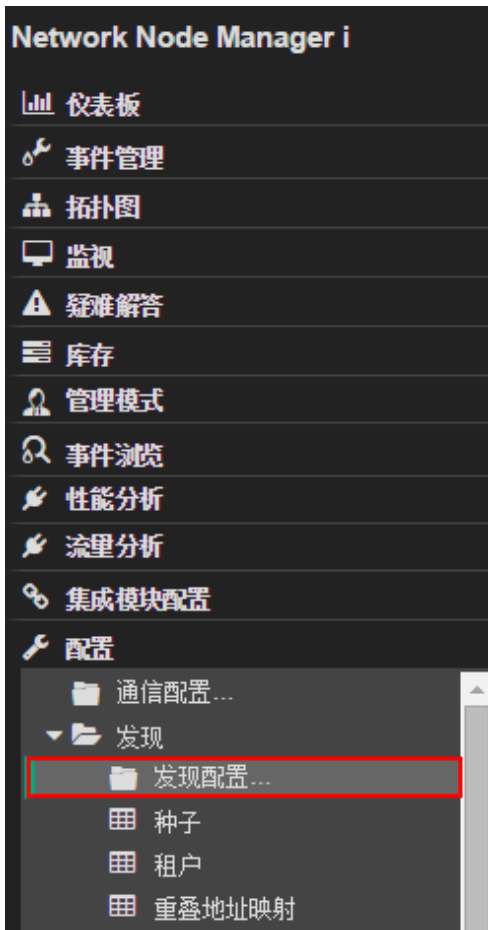 Network Node Manager i
仪表板
事件管理
拓扑图
监视
疑难解答
库存
管理模式
事件浏览
性能分析
流里分析
集成模块配置
配置
通信配置...
发现
发现配置...
种子
租户
重叠地址映射